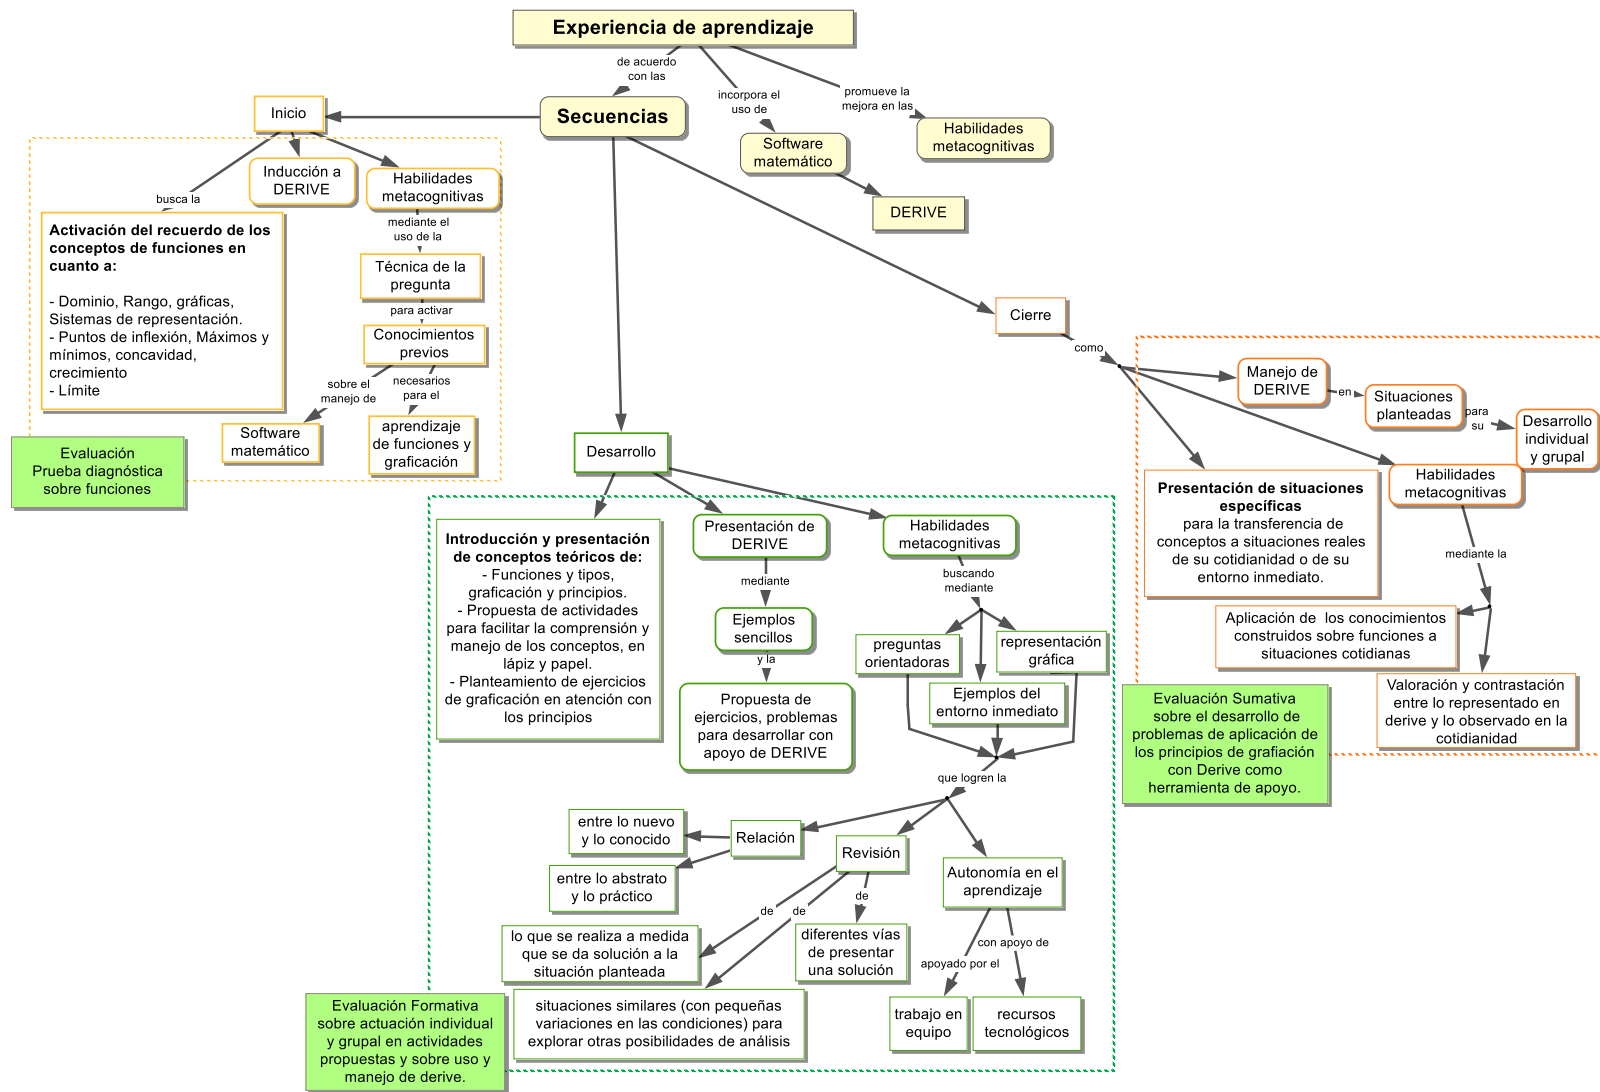 Experiencia de aprendizaje
de acuerdo
con las
incorpora el
uso de
promueve la
mejora en las
Secuencias
Software
matemático
Habilidades
metacognitivas
DERIVE
Inicio
busca la
Inducción a
DERIVE
Habilidades
metacognitivas
Activación del recuerdo de los
conceptos de funciones en
cuanto a:
- Dominio, Rango, gráficas,
Sistemas de representación.
- Puntos de inflexión, Máximos y
mínimos, concavidad,
crecimiento
- Límite
mediante el
uso de la
Técnica de la
pregunta
para activar
Conocimientos
previos
sobre el
manejo de
necesarios
para el
Software
matemático
aprendizaje
de funciones y
graficación
Evaluación
Prueba diagnóstica
sobre funciones
Desarrollo
Introducción y presentación
de conceptos teóricos de:
- Funciones y tipos,
graficación y principios.
- Propuesta de actividades
para facilitar la comprensión y
manejo de los conceptos, en
lápiz y papel.
- Planteamiento de ejercicios
de graficación en atención con
los principios
Presentación de
DERIVE
mediante
Ejemplos
sencillos
y la
Propuesta de
ejercicios, problemas
para desarrollar con
apoyo de DERIVE
Habilidades
metacognitivas
buscando
mediante
preguntas
orientadoras
representación
gráfica
Ejemplos del
entorno inmediato
que logren la
Relación
entre lo nuevo
y lo conocido
entre lo abstrato
y lo práctico
Revisión
de
de
de
lo que se realiza a medida
que se da solución a la
situación planteada
situaciones similares (con pequeñas
variaciones en las condiciones) para
explorar otras posibilidades de análisis
diferentes vías
de presentar
una solución
Autonomía en el
aprendizaje
apoyado por el
con apoyo de
trabajo en
equipo
recursos
tecnológicos
Evaluación Formativa
sobre actuación individual
y grupal en actividades
propuestas y sobre uso y
manejo de derive.
Cierre
como
Manejo de
DERIVE
en
Situaciones
planteadas
para
su
Desarrollo
individual
y grupal
Presentación de situaciones
específicas
para la transferencia de
conceptos a situaciones reales
de su cotidianidad o de su
entorno inmediato.
Habilidades
metacognitivas
mediante la
Aplicación de los conocimientos
construidos sobre funciones a
situaciones cotidianas
Valoración y contrastación
entre lo representado en
derive y lo observado en la
cotidianidad
Evaluación Sumativa
sobre el desarrollo de
problemas de aplicación de
los principios de grafiación
con Derive como
herramienta de apoyo.